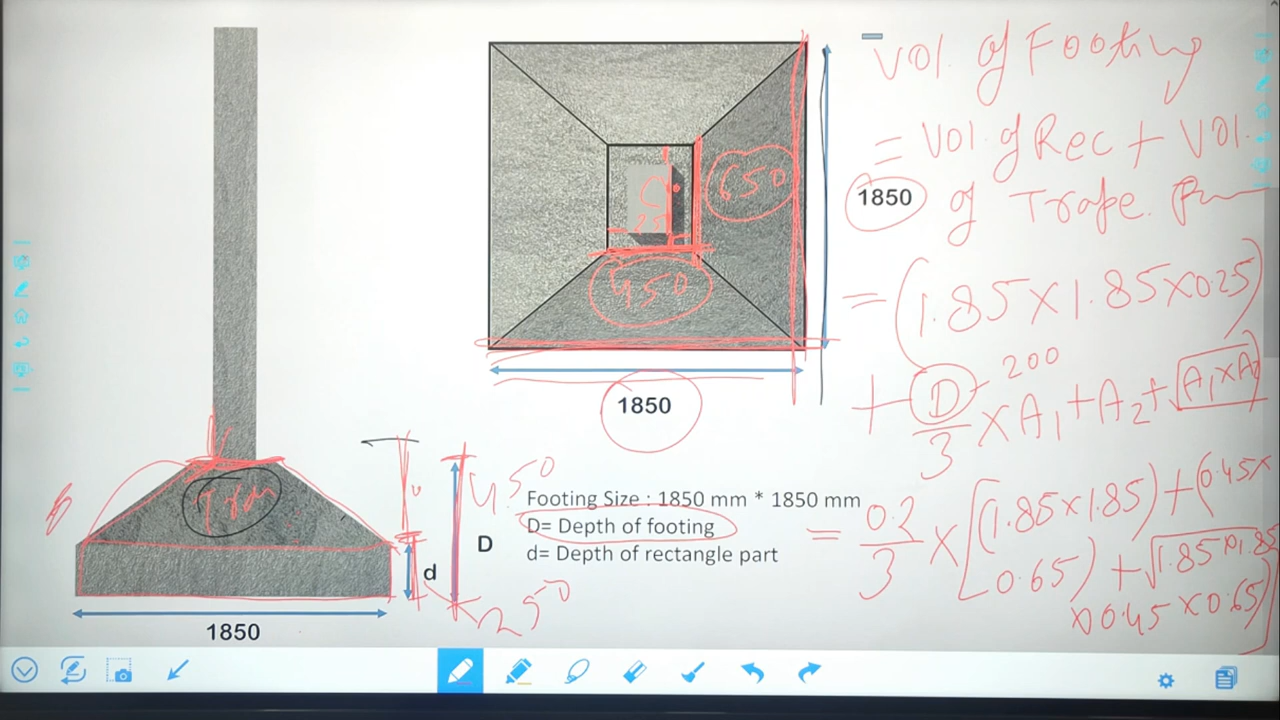 Vol. of Footing
= Vol. of Rec + Vol.
of Trape.
1850
= (1.85×1.85×0.25)
+ D/3 × A₁+A₂+√A₁×A₂
200
= 0.2/3 × [(1.85×1.85)+(0.45×
0.65) + √1.85×1.85
×0.45×0.65)]
650
450
1850
450
Footing Size : 1850 mm * 1850 mm
D= Depth of footing
d= Depth of rectangle part
D
d
250
1850